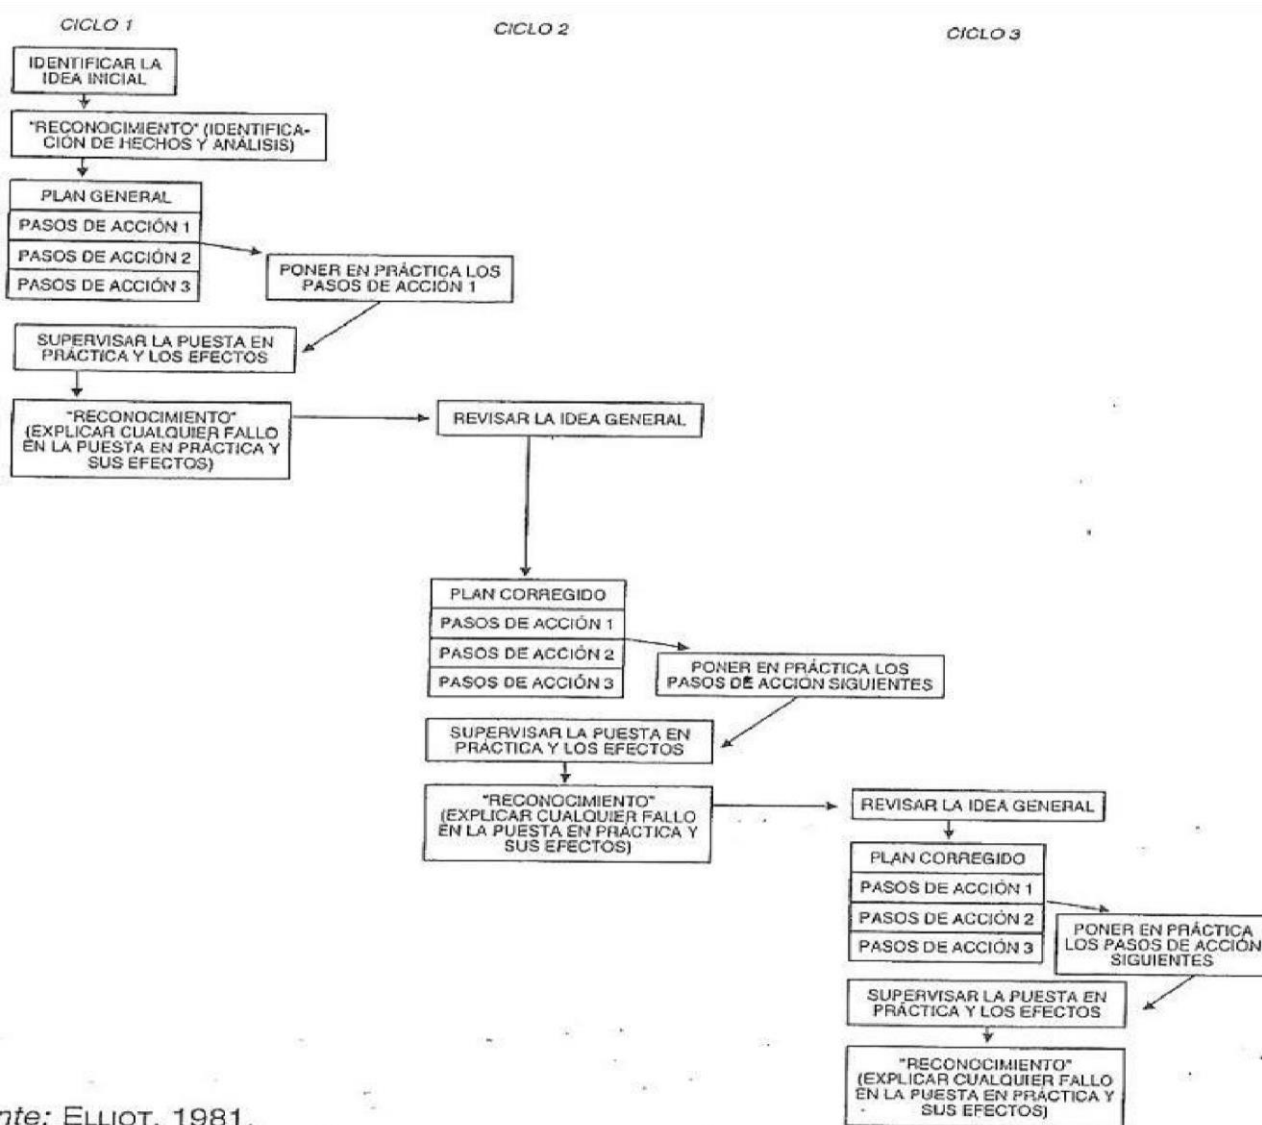 CICLO 1
CICLO 2
CICLO 3
IDENTIFICAR LA
IDEA INICIAL
"RECONOCIMIENTO" (IDENTIFICA-
CIÓN DE HECHOS Y ANÁLISIS)
PLAN GENERAL
PASOS DE ACCIÓN 1
PASOS DE ACCIÓN 2
PASOS DE ACCIÓN 3
PONER EN PRÁCTICA LOS
PASOS DE ACCIÓN 1
SUPERVISAR LA PUESTA EN
PRÁCTICA Y LOS EFECTOS
"RECONOCIMIENTO"
(EXPLICAR CUALQUIER FALLO
EN LA PUESTA EN PRÁCTICA Y
SUS EFECTOS)
REVISAR LA IDEA GENERAL
PLAN CORREGIDO
PASOS DE ACCIÓN 1
PASOS DE ACCIÓN 2
PASOS DE ACCIÓN 3
PONER EN PRÁCTICA LOS
PASOS DE ACCIÓN SIGUIENTES
SUPERVISAR LA PUESTA EN
PRÁCTICA Y LOS EFECTOS
"RECONOCIMIENTO"
(EXPLICAR CUALQUIER FALLO
EN LA PUESTA EN PRÁCTICA Y
SUS EFECTOS)
REVISAR LA IDEA GENERAL
PLAN CORREGIDO
PASOS DE ACCIÓN 1
PASOS DE ACCIÓN 2
PASOS DE ACCIÓN 3
PONER EN PRÁCTICA
LOS PASOS DE ACCIÓN
SIGUIENTES
SUPERVISAR LA PUESTA EN
PRÁCTICA Y LOS EFECTOS
"RECONOCIMIENTO"
(EXPLICAR CUALQUIER FALLO
EN LA PUESTA EN PRÁCTICA Y
SUS EFECTOS)
nte: ELLIOT, 1981.